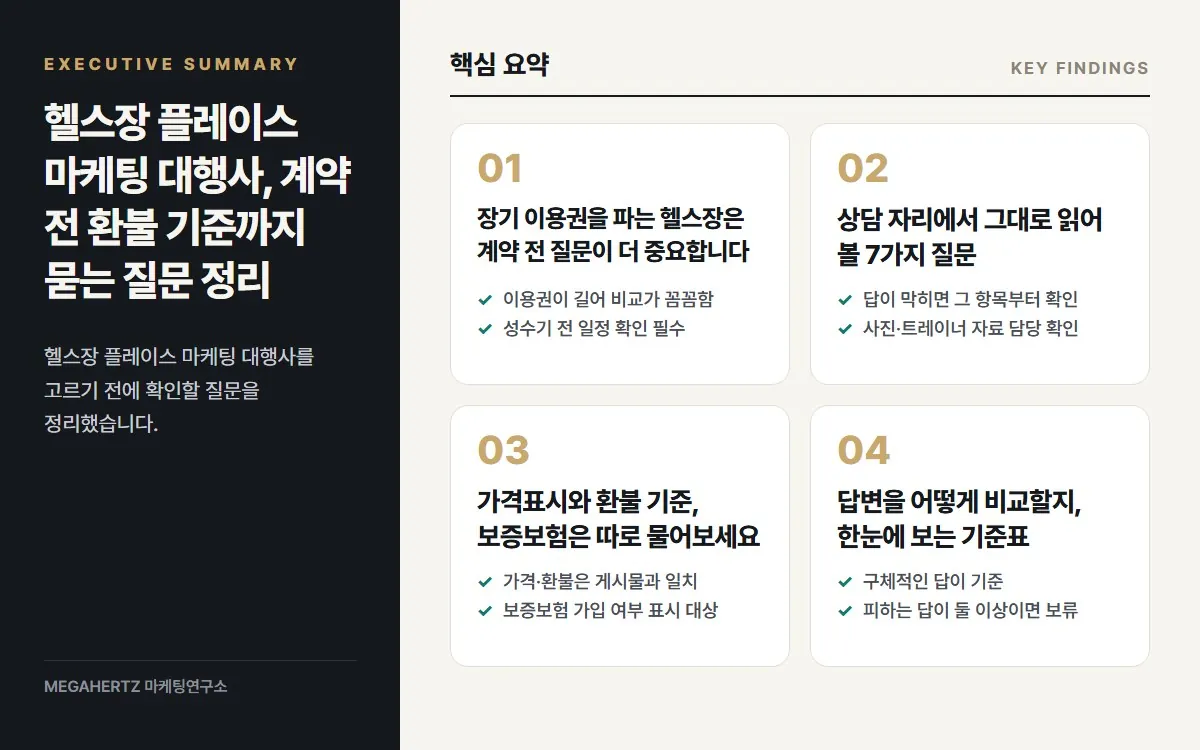 EXECUTIVE SUMMARY
헬스장 플레이스
마케팅 대행사, 계약
전 환불 기준까지
묻는 질문 정리
헬스장 플레이스 마케팅 대행사를
고르기 전에 확인할 질문을
정리했습니다.
MEGAHERTZ 마케팅연구소
핵심 요약
KEY FINDINGS
01
장기 이용권을 파는 헬스장은
계약 전 질문이 더 중요합니다
이용권이 길어 비교가 꼼꼼함
성수기 전 일정 확인 필수
02
상담 자리에서 그대로 읽어
볼 7가지 질문
답이 막히면 그 항목부터 확인
사진·트레이너 자료 담당 확인
03
가격표시와 환불 기준,
보증보험은 따로 물어보세요
가격·환불은 게시물과 일치
보증보험 가입 여부 표시 대상
04
답변을 어떻게 비교할지,
한눈에 보는 기준표
구체적인 답이 기준
피하는 답이 둘 이상이면 보류